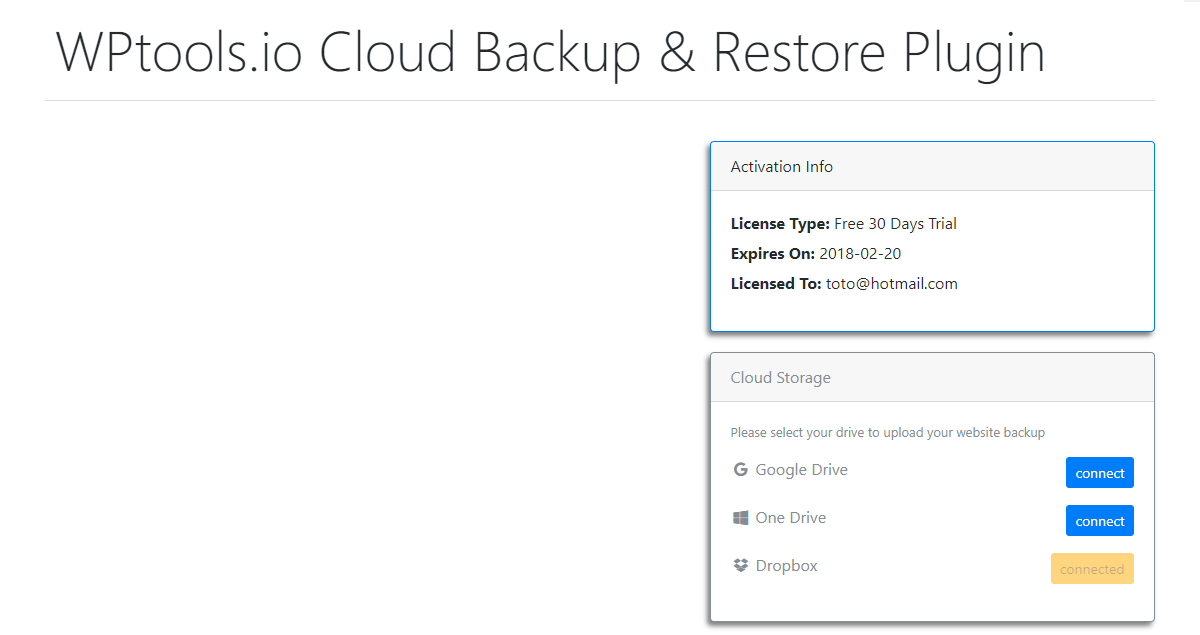 WPtools.io Cloud Backup & Restore Plugin
Activation Info
License Type: Free 30 Days Trial
Expires On: 2018-02-20
Licensed To: toto@hotmail.com
Cloud Storage
Please select your drive to upload your website backup
Google Drive connect
One Drive connect
Dropbox connected